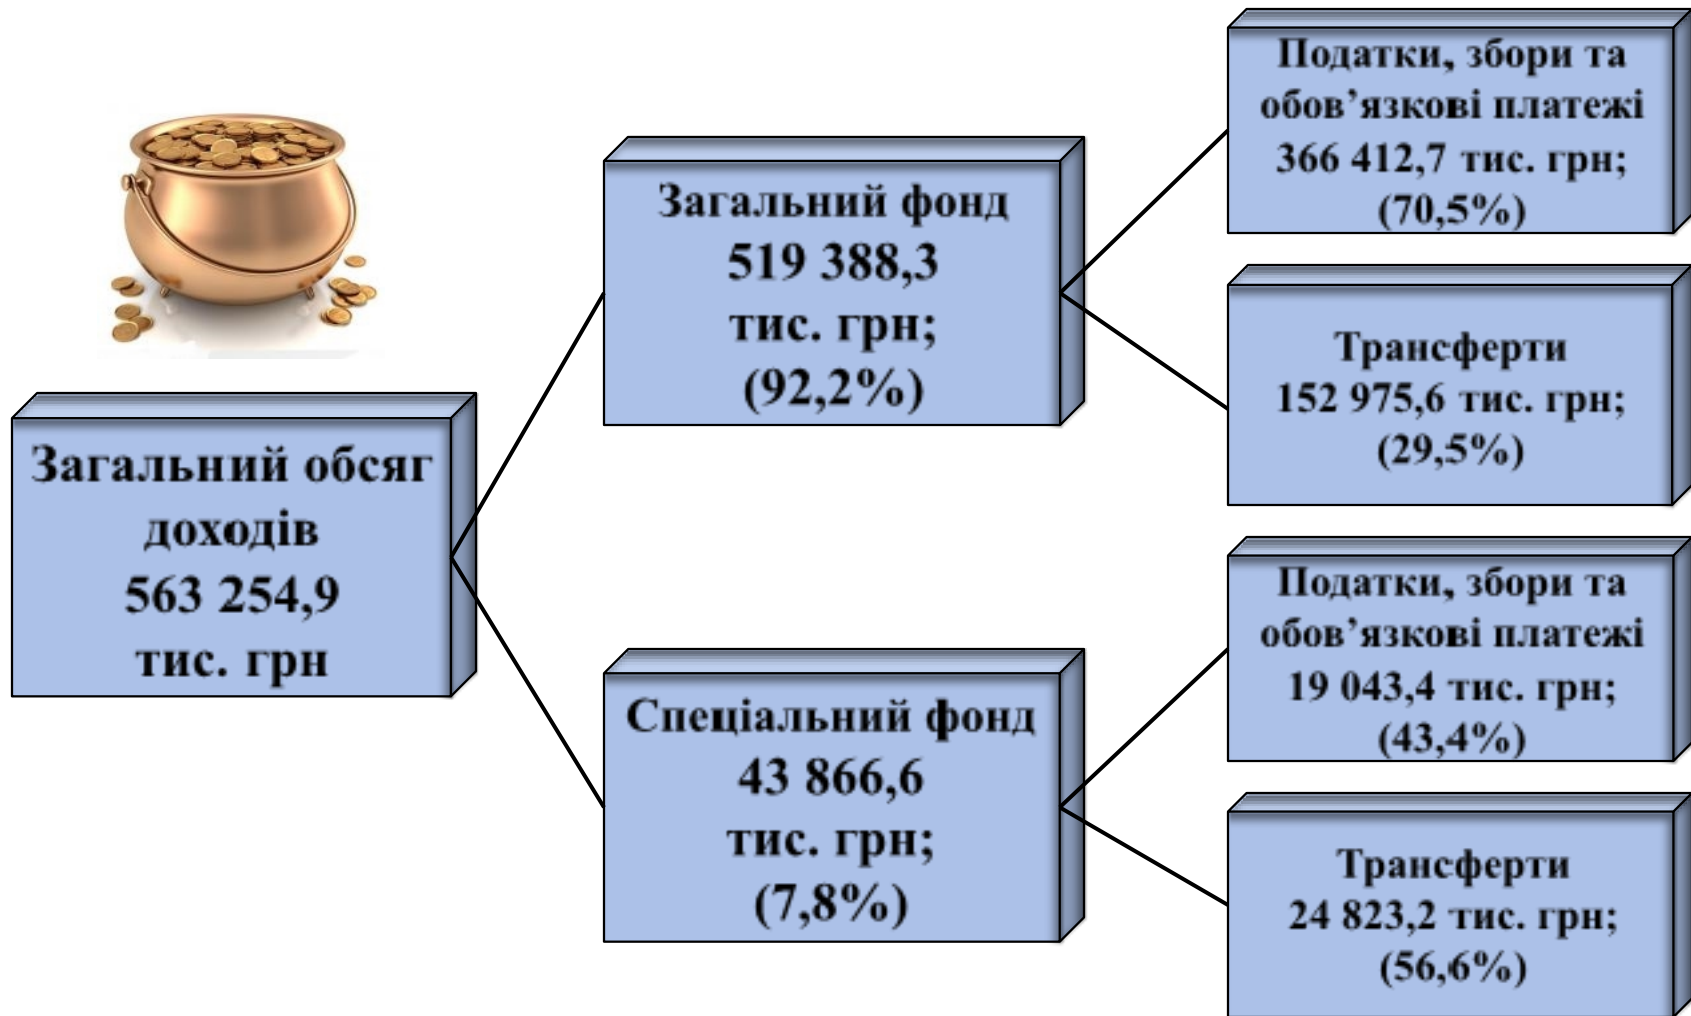 Загальний обсяг
доходів
563 254,9
тис. грн
Загальний фонд
519 388,3
тис. грн;
(92,2%)
Спеціальний фонд
43 866,6
тис. грн;
(7,8%)
Податки, збори та
обов’язкові платежі
366 412,7 тис. грн;
(70,5%)
Трансферти
152 975,6 тис. грн;
(29,5%)
Податки, збори та
обов’язкові платежі
19 043,4 тис. грн;
(43,4%)
Трансферти
24 823,2 тис. грн;
(56,6%)